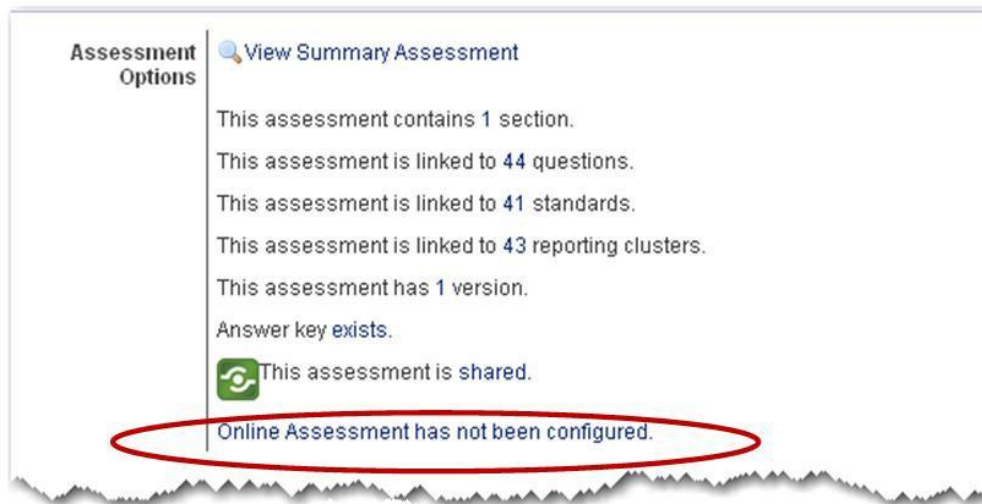 Assessment Options
View Summary Assessment
This assessment contains 1 section.
This assessment is linked to 44 questions.
This assessment is linked to 41 standards.
This assessment is linked to 43 reporting clusters.
This assessment has 1 version.
Answer key exists.
This assessment is shared.
Online Assessment has not been configured.